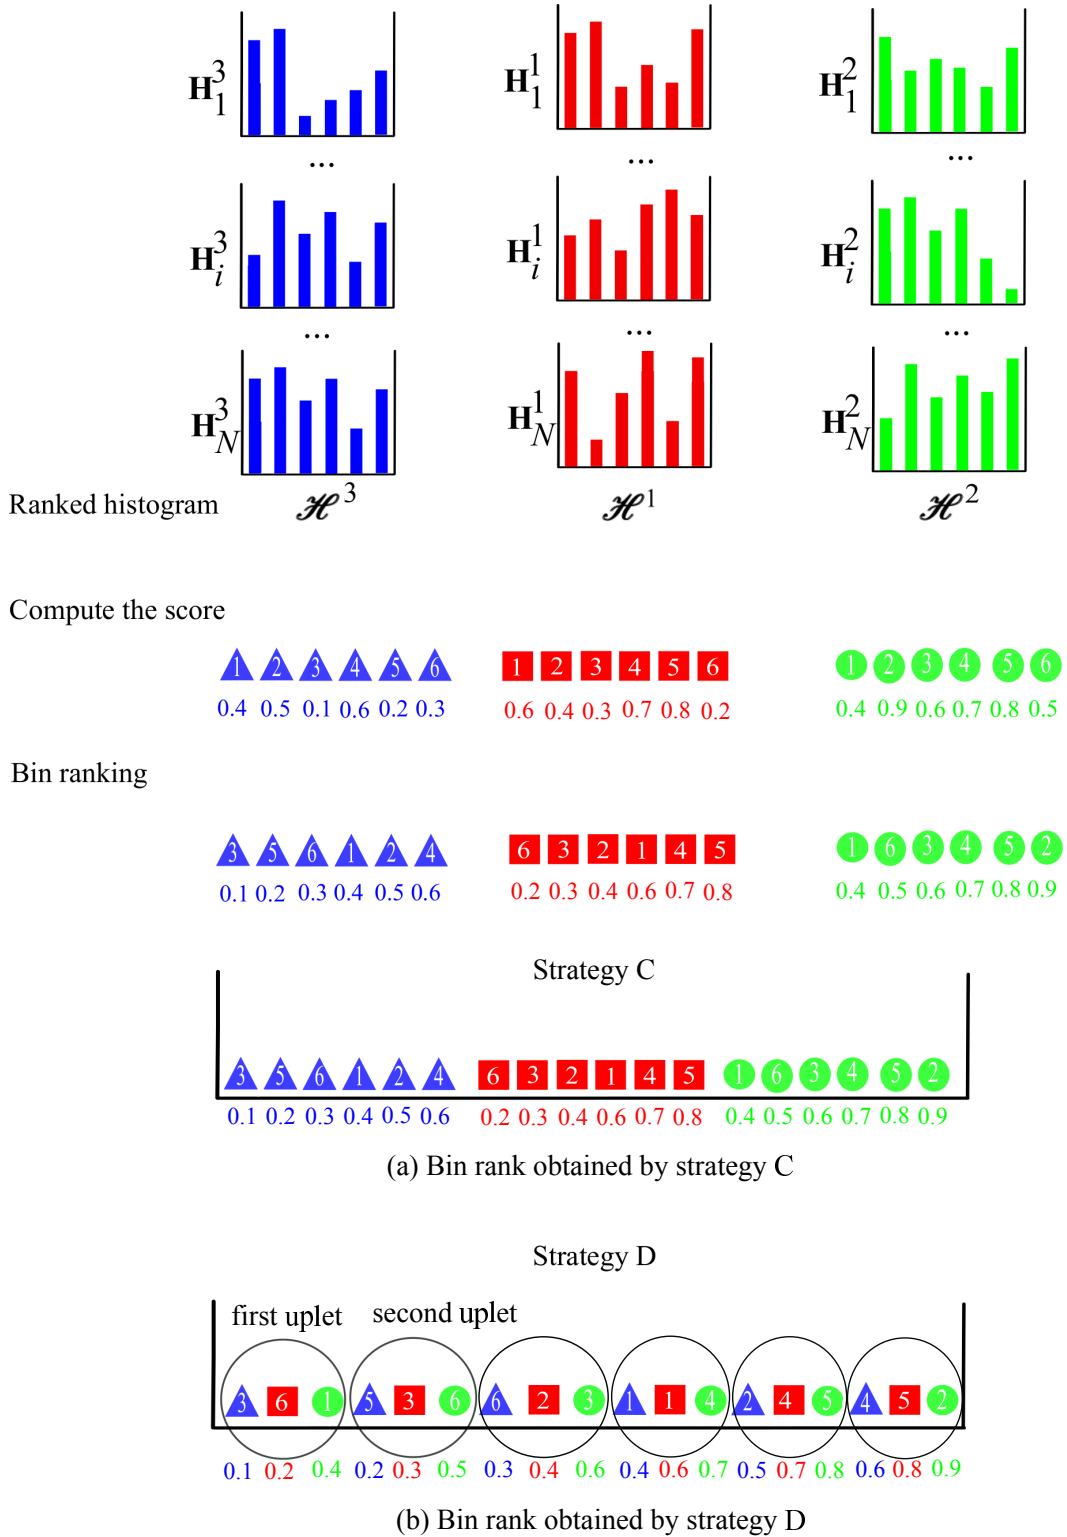 H₁³ H₁¹ H₁²
... ... ...
Hᵢ³ Hᵢ¹ Hᵢ²
... ... ...
H_N³ H_N¹ H_N²
Ranked histogram ℋ³ ℋ¹ ℋ²
Compute the score
1 2 3 4 5 6 1 2 3 4 5 6 1 2 3 4 5 6
0.4 0.5 0.1 0.6 0.2 0.3 0.6 0.4 0.3 0.7 0.8 0.2 0.4 0.9 0.6 0.7 0.8 0.5
Bin ranking
3 5 6 1 2 4 6 3 2 1 4 5 1 6 3 4 5 2
0.1 0.2 0.3 0.4 0.5 0.6 0.2 0.3 0.4 0.6 0.7 0.8 0.4 0.5 0.6 0.7 0.8 0.9
Strategy C
3 5 6 1 2 4 6 3 2 1 4 5 1 6 3 4 5 2
0.1 0.2 0.3 0.4 0.5 0.6 0.2 0.3 0.4 0.6 0.7 0.8 0.4 0.5 0.6 0.7 0.8 0.9
(a) Bin rank obtained by strategy C
Strategy D
first uplet second uplet
3 6 1 5 3 6 6 2 3 1 1 4 2 4 5 4 5 2
0.1 0.2 0.4 0.2 0.3 0.5 0.3 0.4 0.6 0.4 0.6 0.7 0.5 0.7 0.8 0.6 0.8 0.9
(b) Bin rank obtained by strategy D